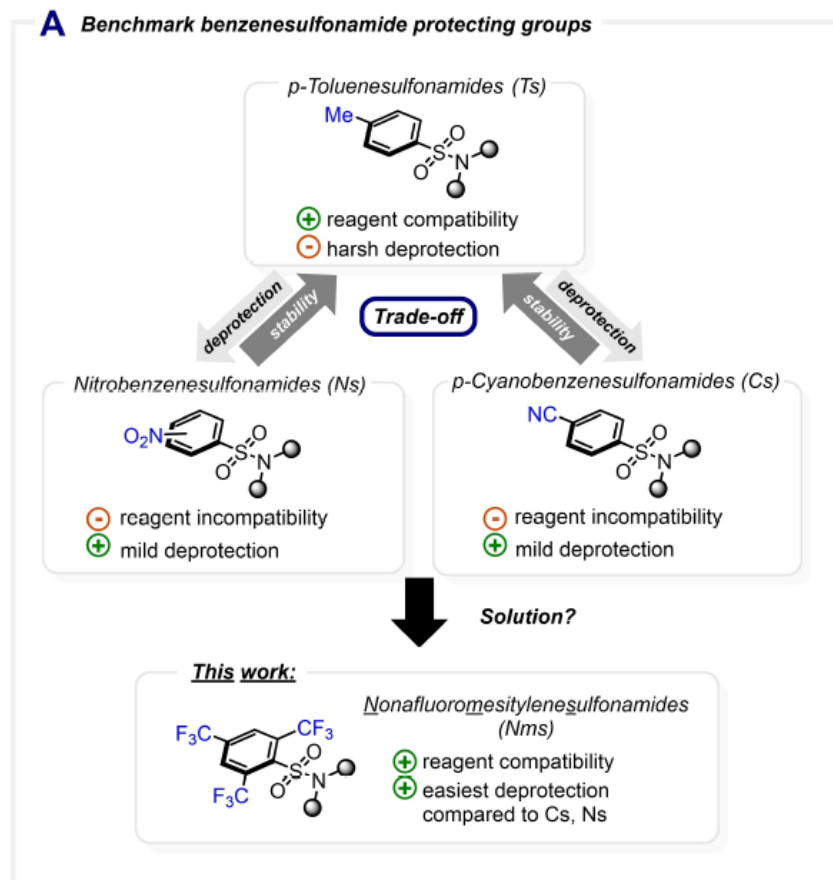 A Benchmark benzenesulfonamide protecting groups
p-Toluenesulfonamides (Ts)
Me
O
S
N
O
+ reagent compatibility
- harsh deprotection
deprotection
stability
Trade-off
stability
deprotection
Nitrobenzenesulfonamides (Ns)
O₂N
O
S
N
O
- reagent incompatibility
+ mild deprotection
p-Cyanobenzenesulfonamides (Cs)
NC
O
S
N
O
- reagent incompatibility
+ mild deprotection
Solution?
This work:
F₃C
CF₃
O
S
N
O
F₃C
Nonafluoromesitylenesulfonamides
(Nms)
+ reagent compatibility
+ easiest deprotection
compared to Cs, Ns